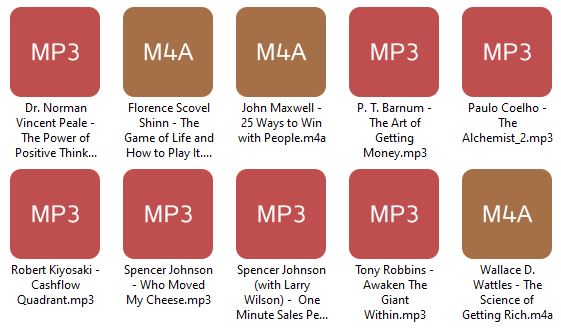 MP3
M4A
M4A
MP3
MP3
Dr. Norman
Vincent Peale -
The Power of
Positive Think...
Florence Scovel
Shinn - The
Game of Life and
How to Play It....
John Maxwell -
25 Ways to Win
with People.m4a
P. T. Barnum -
The Art of
Getting
Money.mp3
Paulo Coelho -
The
Alchemist_2.mp3
MP3
MP3
MP3
MP3
M4A
Robert Kiyosaki -
Cashflow
Quadrant.mp3
Spencer Johnson
- Who Moved
My Cheese.mp3
Spencer Johnson
(with Larry
Wilson) -  One
Minute Sales Pe...
Tony Robbins -
Awaken The
Giant
Within.mp3
Wallace D.
Wattles - The
Science of
Getting Rich.m4a